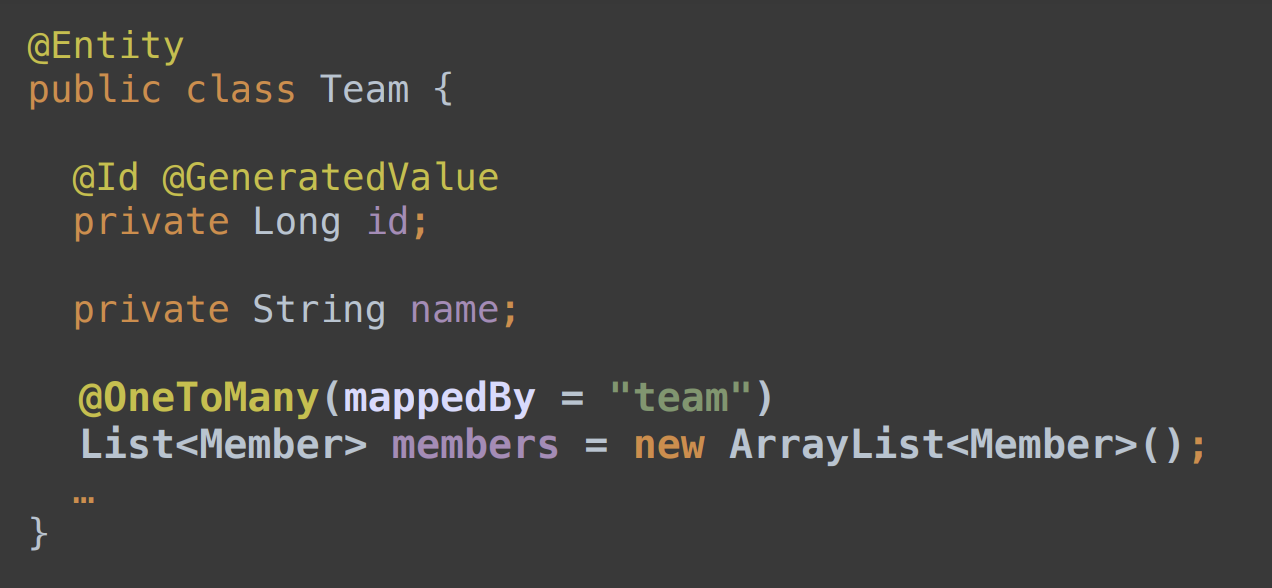 @Entity
public class Team {
@Id @GeneratedValue
private Long id;
private String name;
@OneToMany(mappedBy = "team")
List<Member> members = new ArrayList<Member>();
…
}